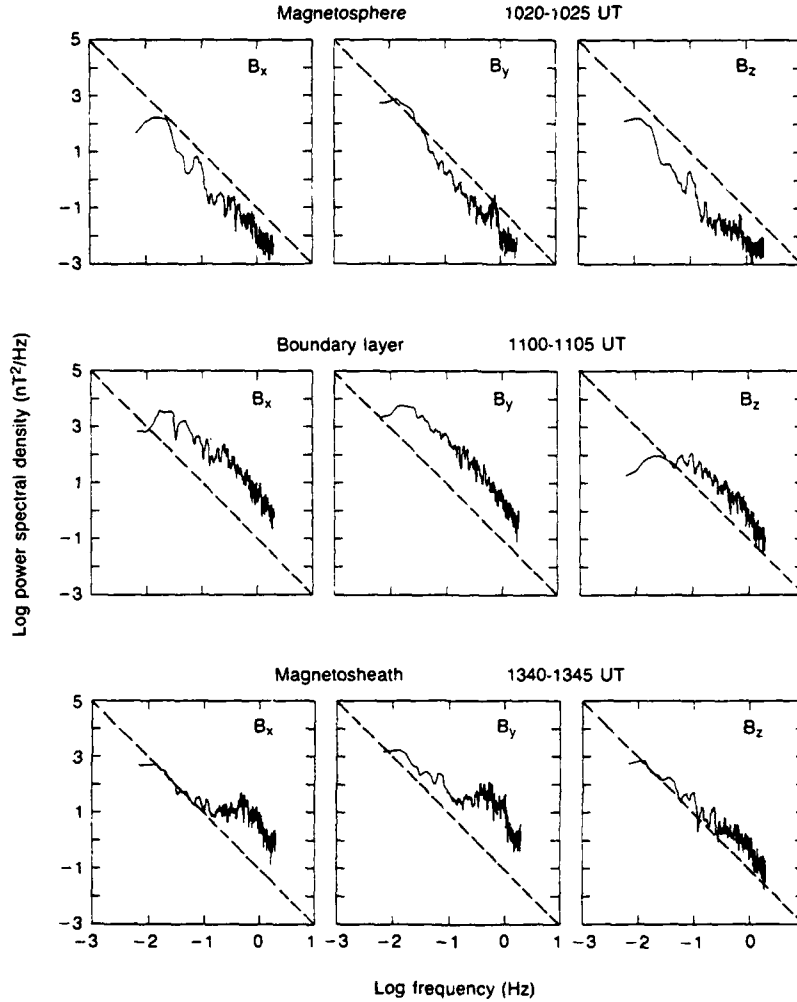 Magnetosphere 1020-1025 UT
5
3
1
-1
-3
Bx
By
Bz
Boundary layer 1100-1105 UT
5
3
1
-1
-3
Bx
By
Bz
Log power spectral density (nT2/Hz)
Magnetosheath 1340-1345 UT
5
3
1
-1
-3
Bx
By
Bz
-3 -2 -1 0 1
-3 -2 -1 0 1
-3 -2 -1 0 1
Log frequency (Hz)